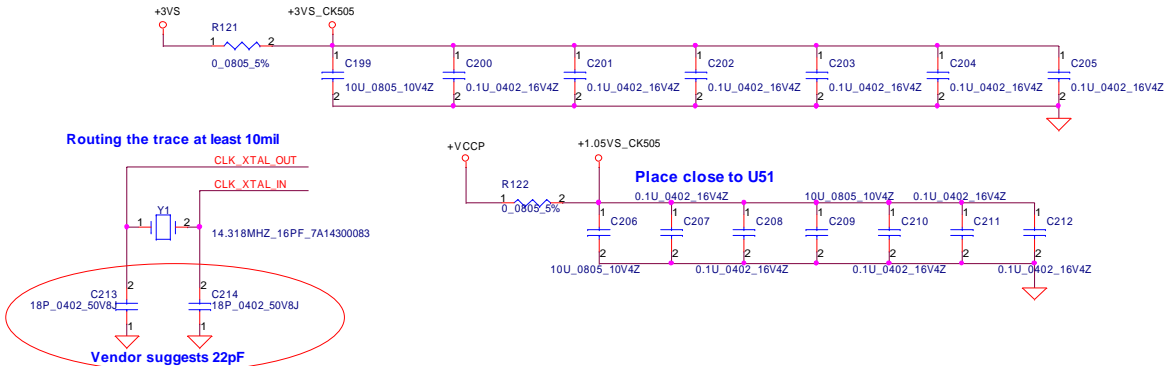 +3VS
+3VS_CK505
R121
1
2
0_0805_5%
1
C199
10U_0805_10V4Z
2
1
C200
0.1U_0402_16V4Z
2
1
C201
0.1U_0402_16V4Z
2
1
C202
0.1U_0402_16V4Z
2
1
C203
0.1U_0402_16V4Z
2
1
C204
0.1U_0402_16V4Z
2
1
C205
0.1U_0402_16V4Z
2
Routing the trace at least 10mil
CLK_XTAL_OUT
CLK_XTAL_IN
Y1
1
2
14.318MHZ_16PF_7A14300083
2
C213
18P_0402_50V8J
1
2
C214
18P_0402_50V8J
1
Vendor suggests 22pF
+VCCP
+1.05VS_CK505
R122
1
2
0_0805_5%
Place close to U51
0.1U_0402_16V4Z
10U_0805_10V4Z
0.1U_0402_16V4Z
1
C206
2
1
C207
2
1
C208
2
1
C209
2
1
C210
2
1
C211
2
1
C212
2
10U_0805_10V4Z
0.1U_0402_16V4Z
0.1U_0402_16V4Z
0.1U_0402_16V4Z